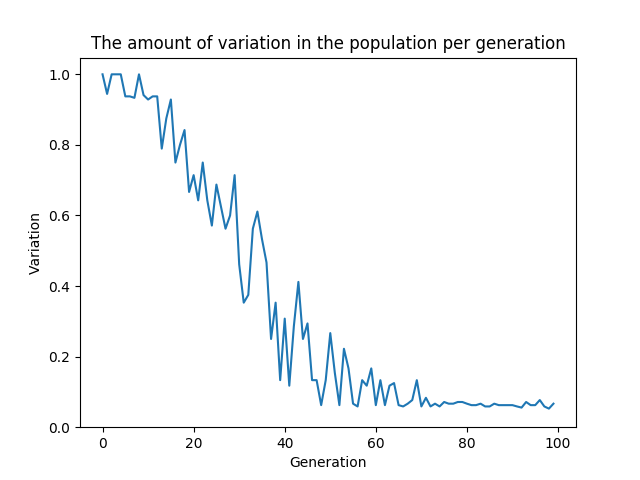 The amount of variation in the population per generation
1.0
0.8
0.6
0.4
0.2
0.0
Variation
0 20 40 60 80 100
Generation